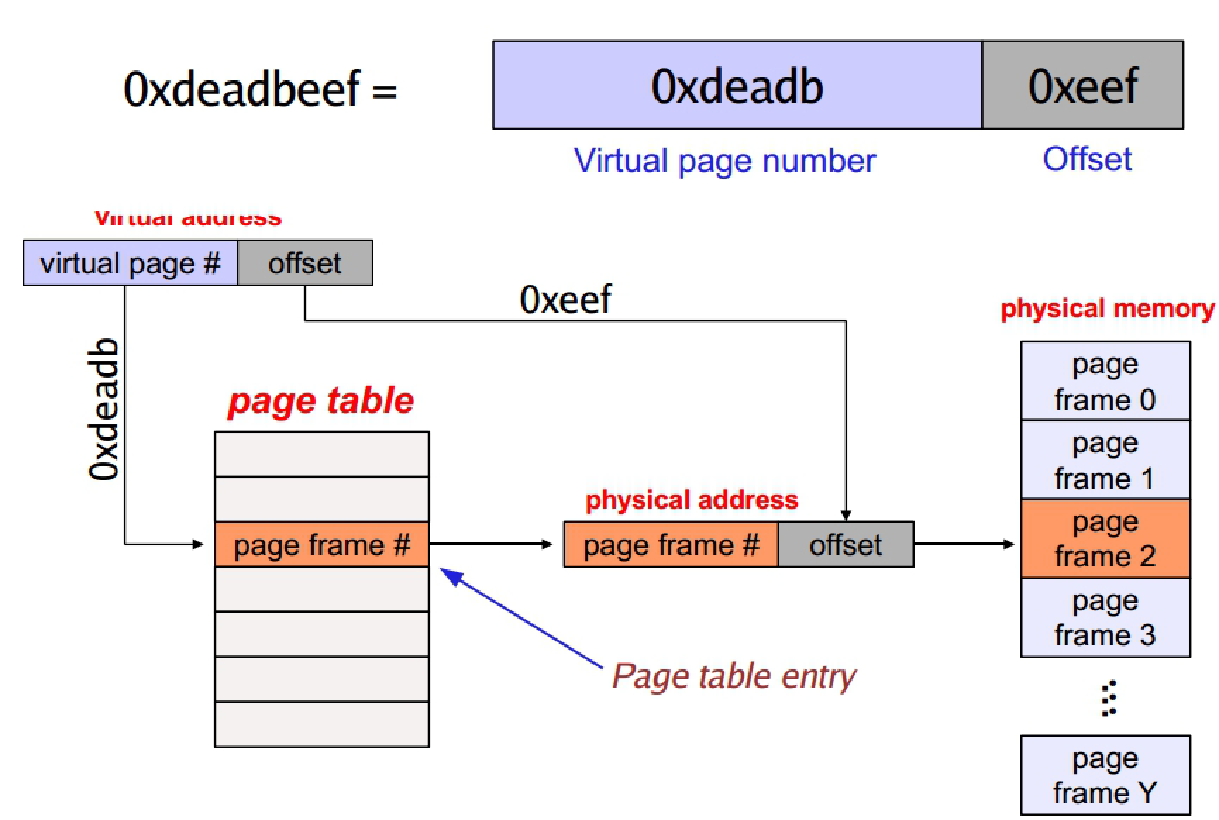 0xdeadbeef =
0xdeadb
0xeef
Virtual page number
Offset
virtual address
virtual page #
offset
0xeef
0xdeadb
physical memory
page
frame 0
page
frame 1
page
frame 2
page
frame 3
page
frame Y
page table
page frame #
physical address
page frame #
offset
Page table entry